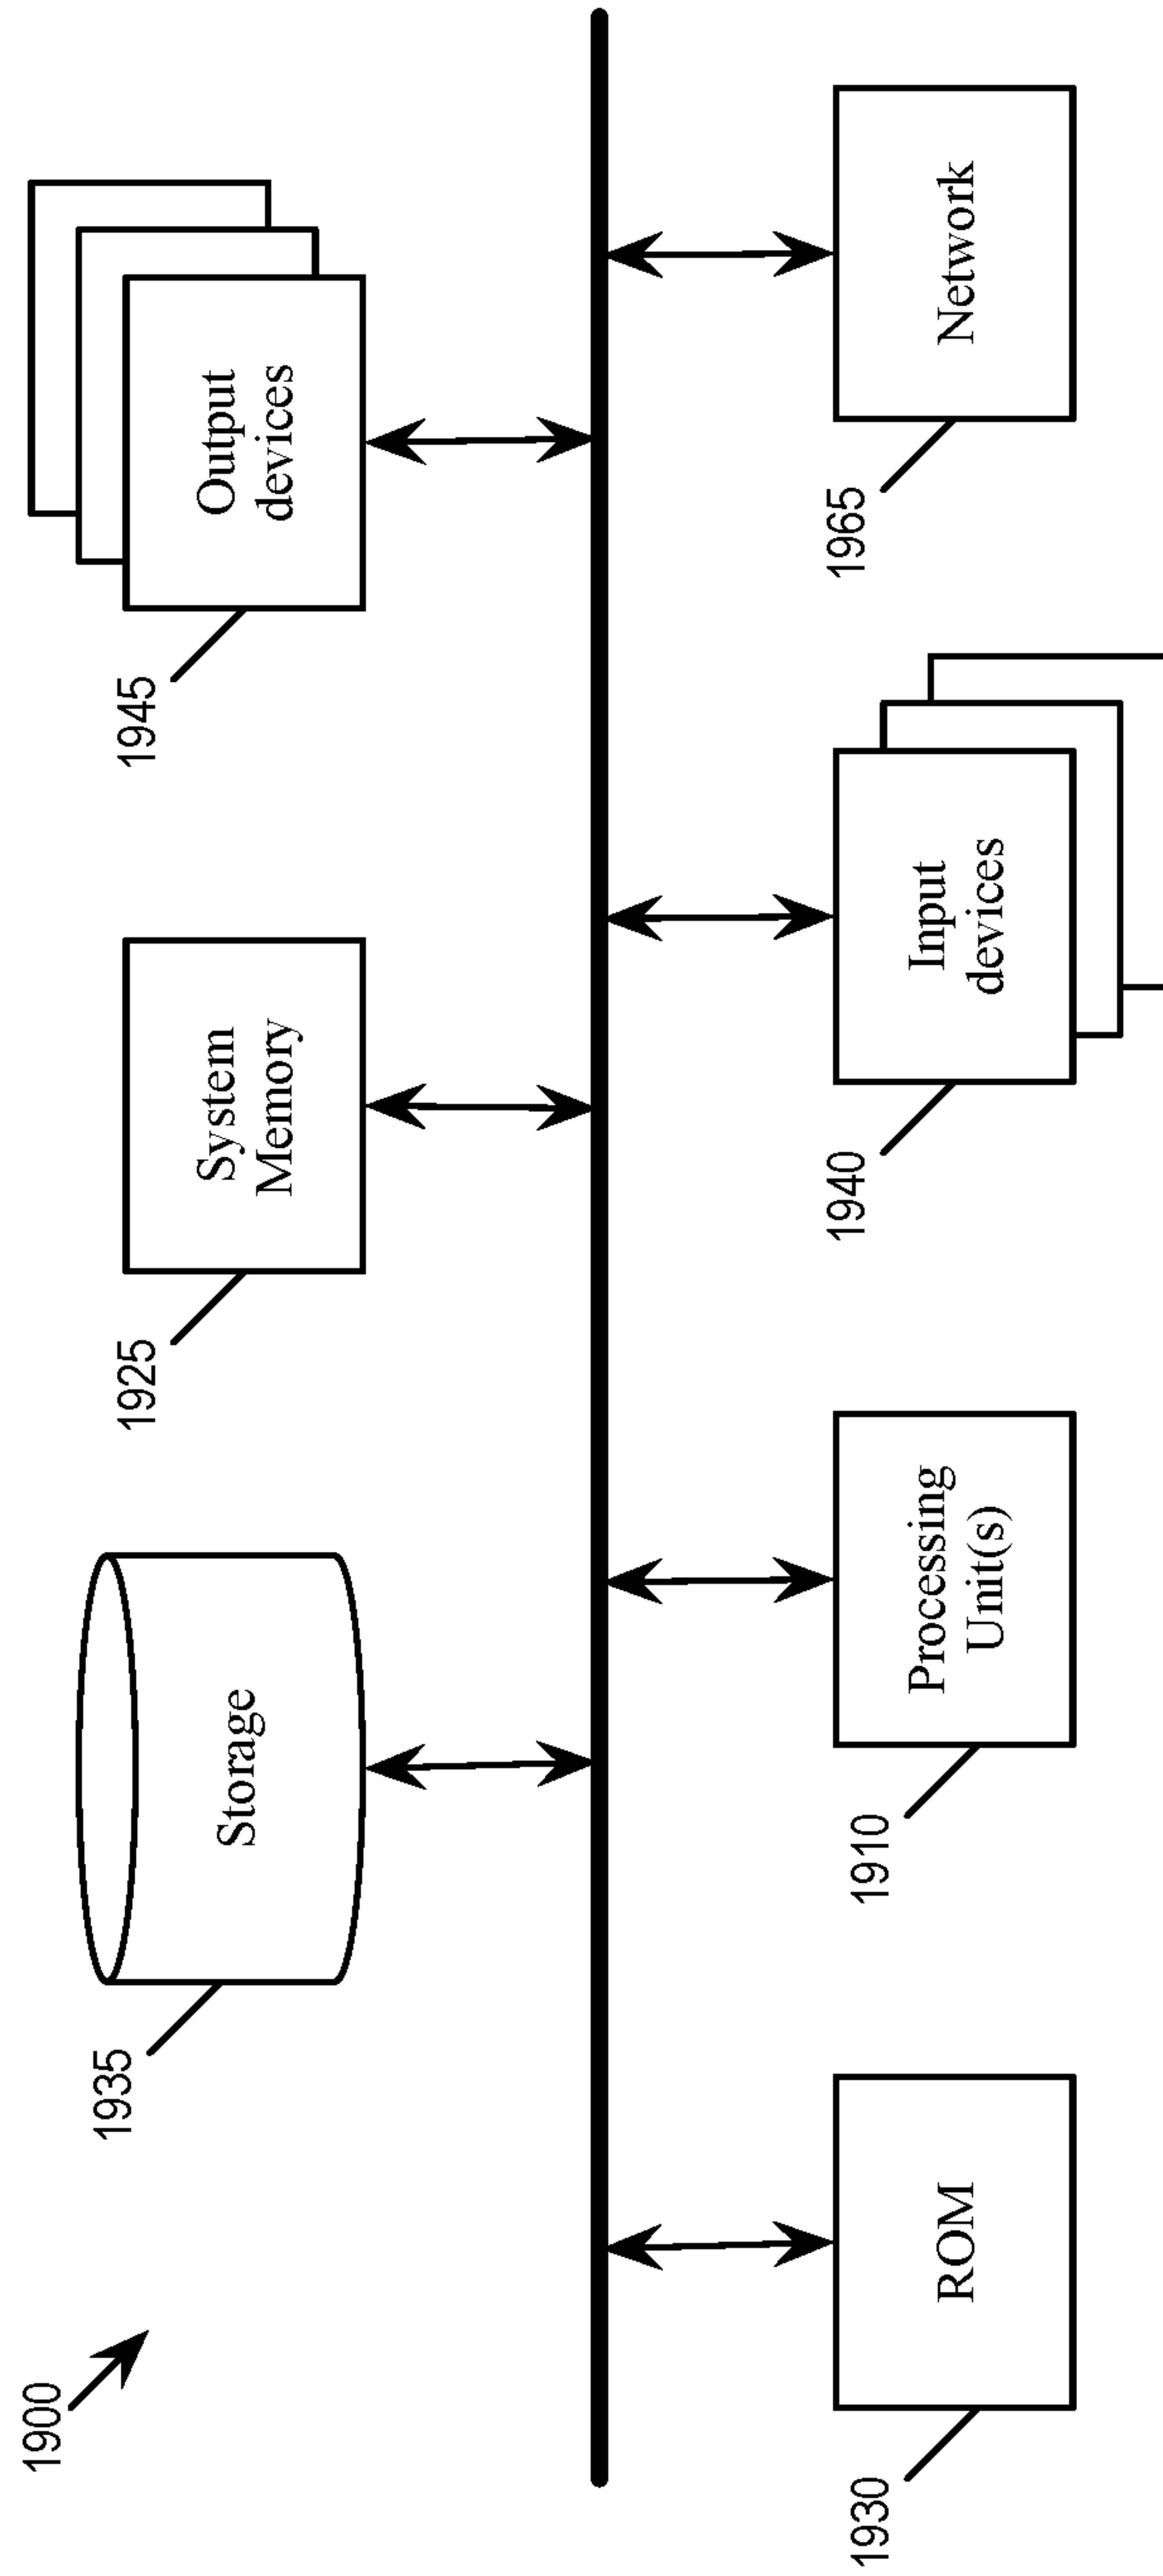 1900
1935
Storage
1925
System
Memory
1945
Output
devices
1930
ROM
1910
Processing
Unit(s)
1940
Input
devices
1965
Network